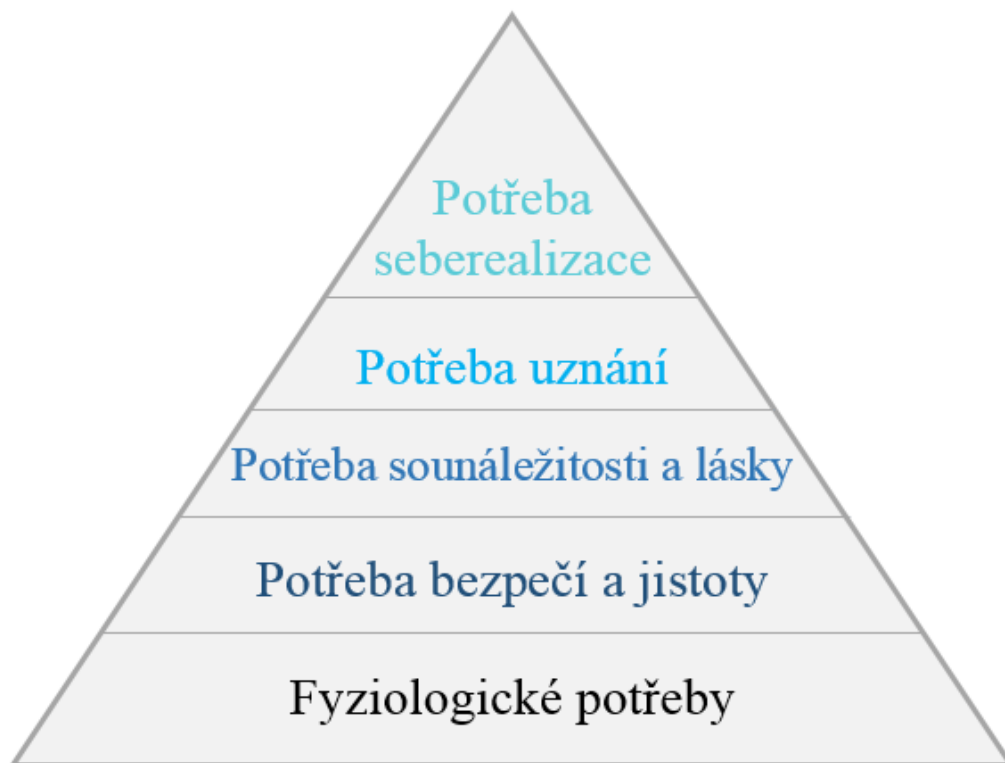 Potřeba
seberealizace
Potřeba uznání
Potřeba sounáležitosti a lásky
Potřeba bezpečí a jistoty
Fyziologické potřeby